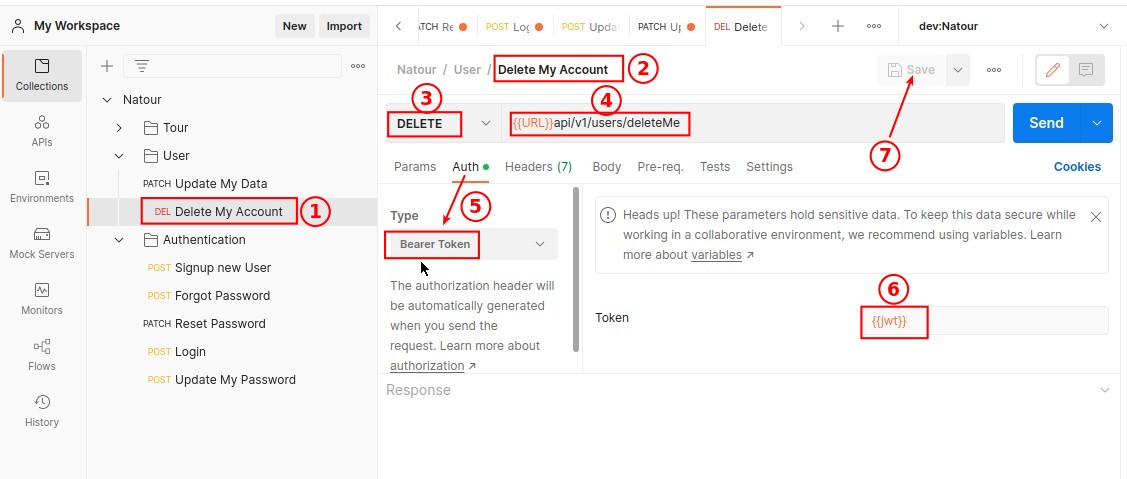 My Workspace
New
Import
PATCH Re
POST Log
POST Upda
PATCH Up
DEL Delete
dev:Natour
Collections
APIs
Environments
Mock Servers
Monitors
Flows
History
Natour
Tour
User
PATCH Update My Data
DEL Delete My Account
1
Authentication
POST Signup new User
POST Forgot Password
PATCH Reset Password
POST Login
POST Update My Password
Natour / User / Delete My Account
2
Save
7
3
DELETE
4
{{URL}}api/v1/users/deleteMe
Send
Params
Auth
Headers (7)
Body
Pre-req.
Tests
Settings
Cookies
5
Type
Bearer Token
The authorization header will
be automatically generated
when you send the
request. Learn more about
authorization ↗
Heads up! These parameters hold sensitive data. To keep this data secure while
working in a collaborative environment, we recommend using variables. Learn
more about variables ↗
6
Token
{{jwt}}
Response